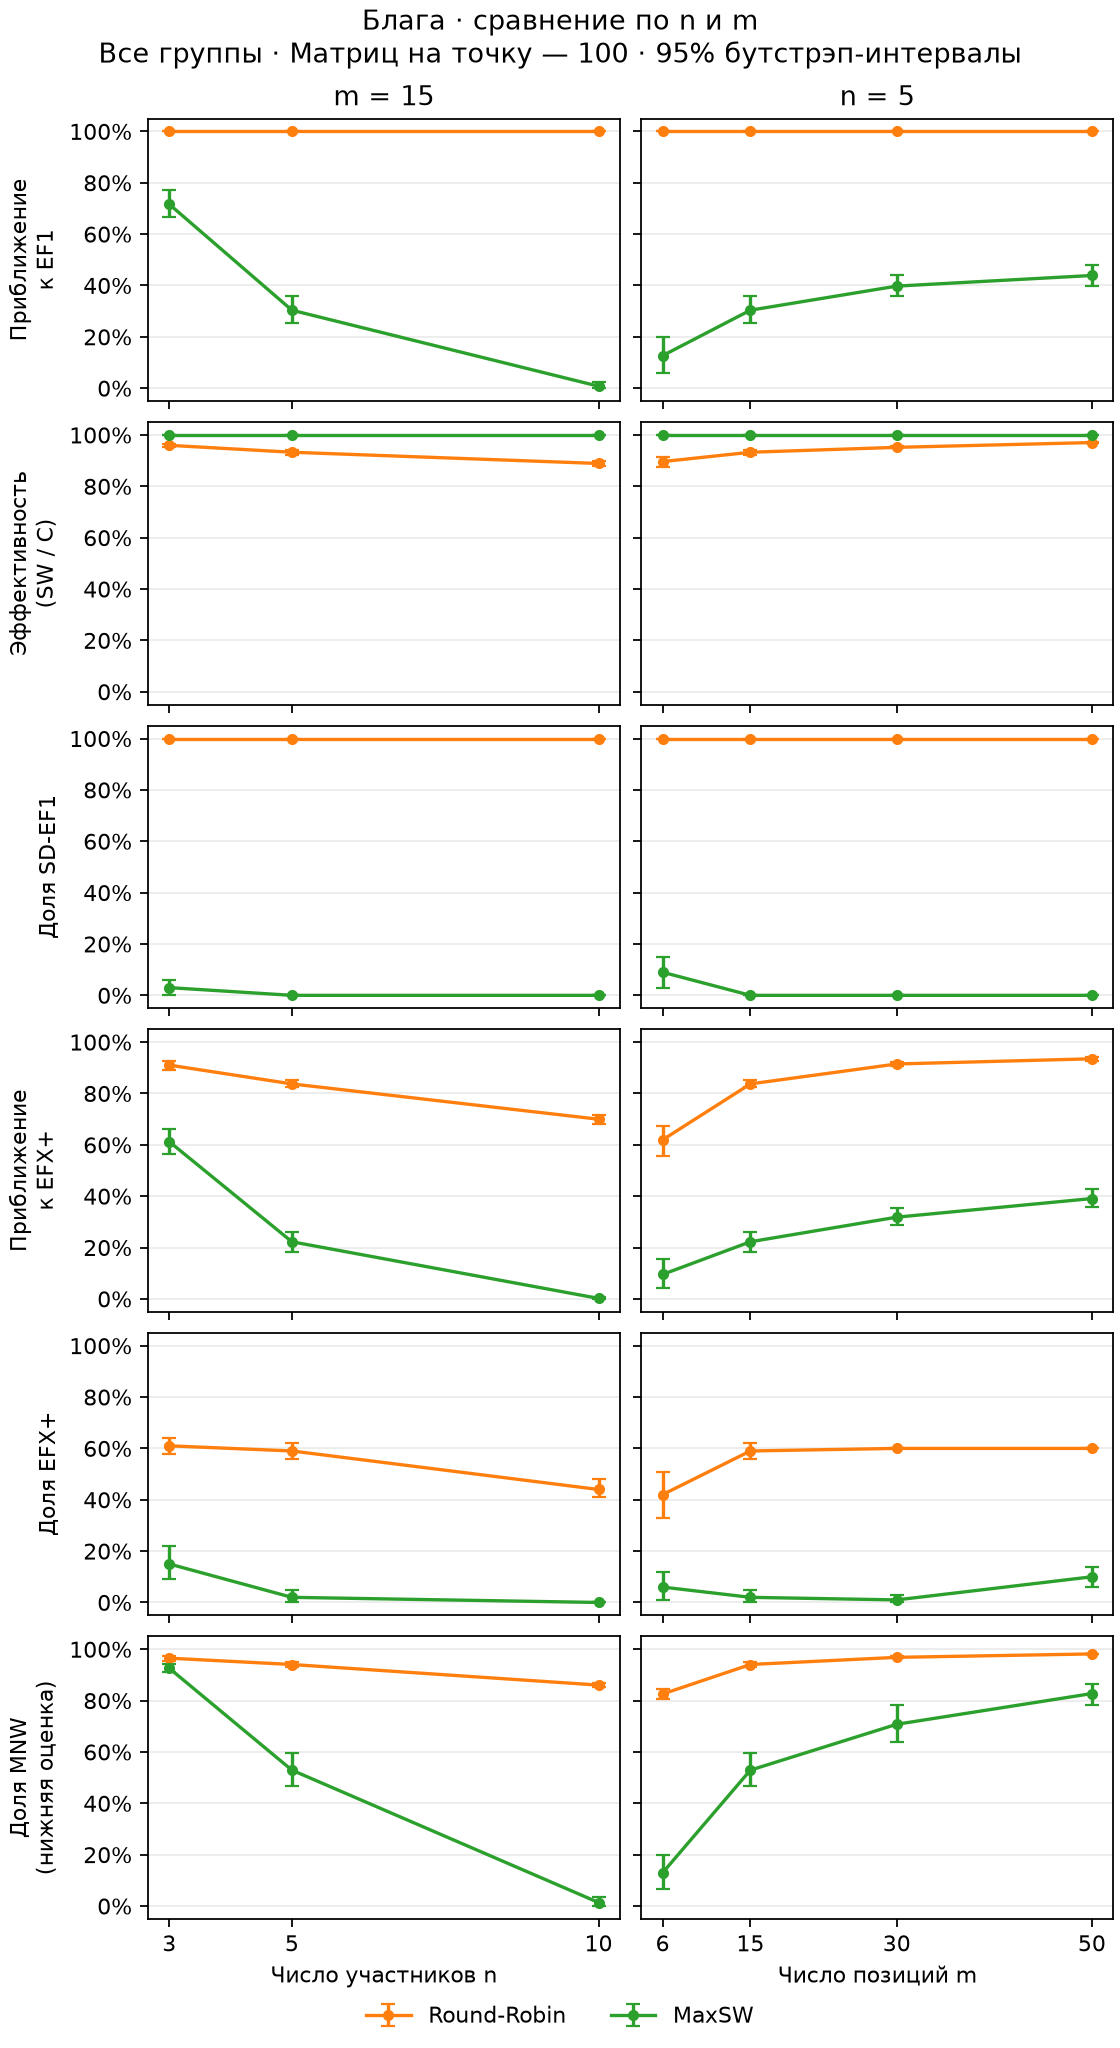 Блага · сравнение по n и m
Все группы · Матриц на точку — 100 · 95% бутстрэп-интервалы
m = 15
n = 5
Приближение
к EF1
100%
80%
60%
40%
20%
0%
Эффективность
(SW / C)
100%
80%
60%
40%
20%
0%
Доля SD-EF1
100%
80%
60%
40%
20%
0%
Приближение
к EFX+
100%
80%
60%
40%
20%
0%
Доля EFX+
100%
80%
60%
40%
20%
0%
Доля MNW
(нижняя оценка)
100%
80%
60%
40%
20%
0%
3 5 10
6 15 30 50
Число участников n
Число позиций m
Round-Robin
MaxSW